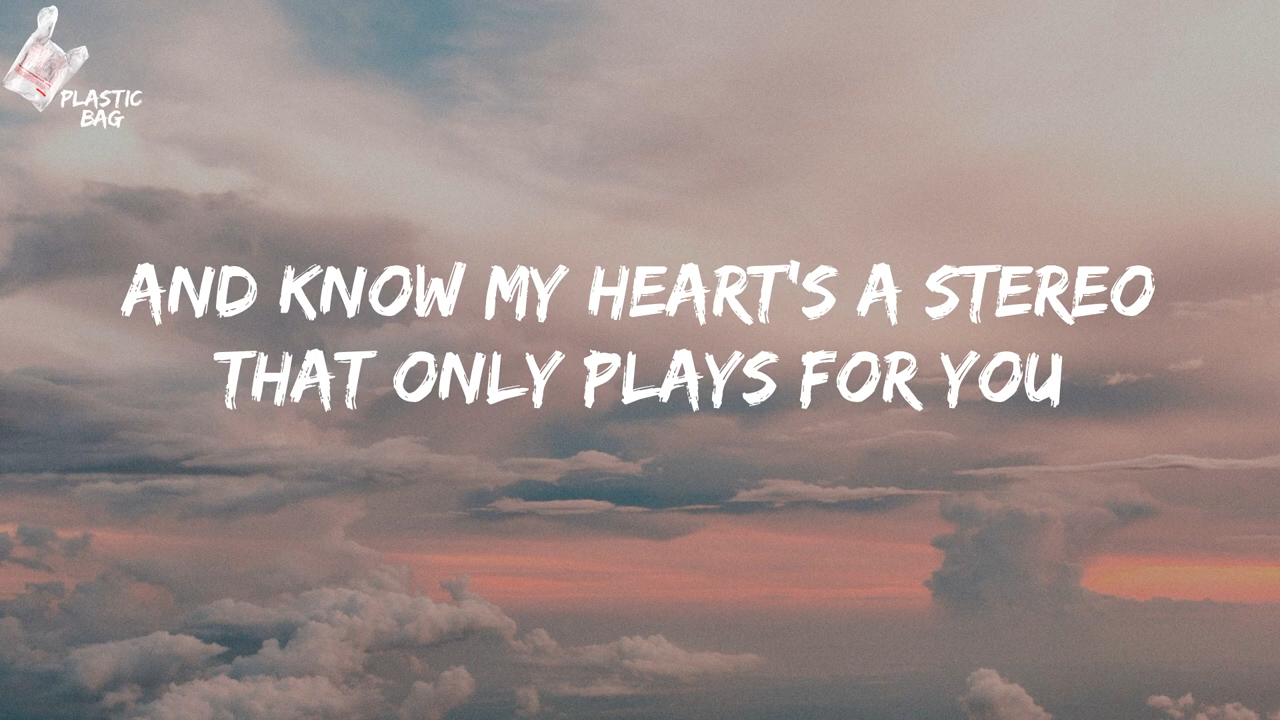 PLASTIC
BAG
AND KNOW MY HEART'S A STEREO
THAT ONLY PLAYS FOR YOU